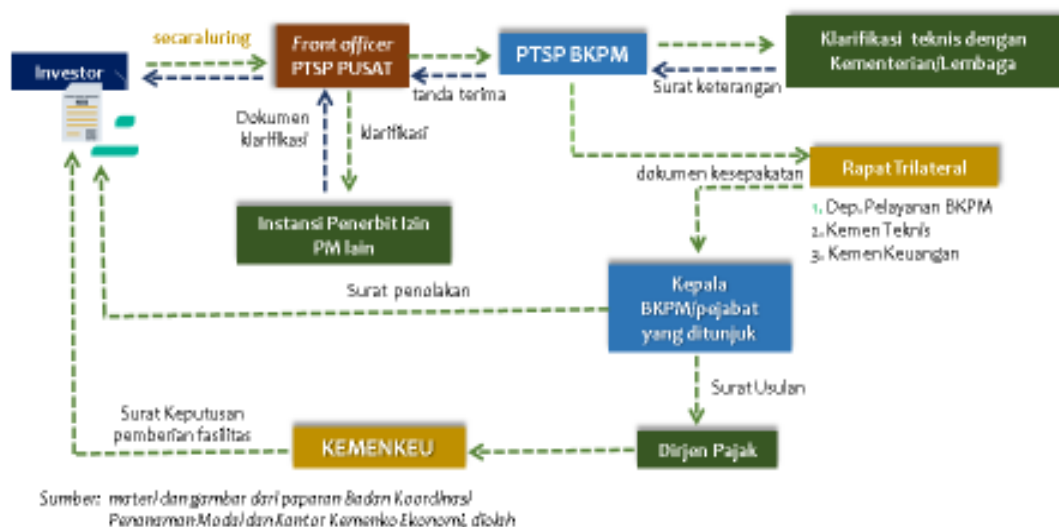 secara luring
Investor
Front officer
PTSP PUSAT
PTSP BKPM
Klarifikasi teknis dengan
Kementerian/Lembaga
tanda terima
Surat keterangan
Dokumen
klarifikasi
klarifikasi
dokumen kesepakatan
Rapat Trilateral
1. Dep. Pelayanan BKPM
2. Kemen Teknis
3. Kemen Keuangan
Instansi Penerbit Izin
PM lain
Surat penolakan
Kepala
BKPM/pejabat
yang ditunjuk
Surat Usulan
Surat Keputusan
pemberian fasilitas
KEMENKEU
Dirjen Pajak
Sumber: materi dan gambar dari paparan Badan Koordinasi
Penanaman Modal dan Kantor Kemenko Ekonomi, diolah